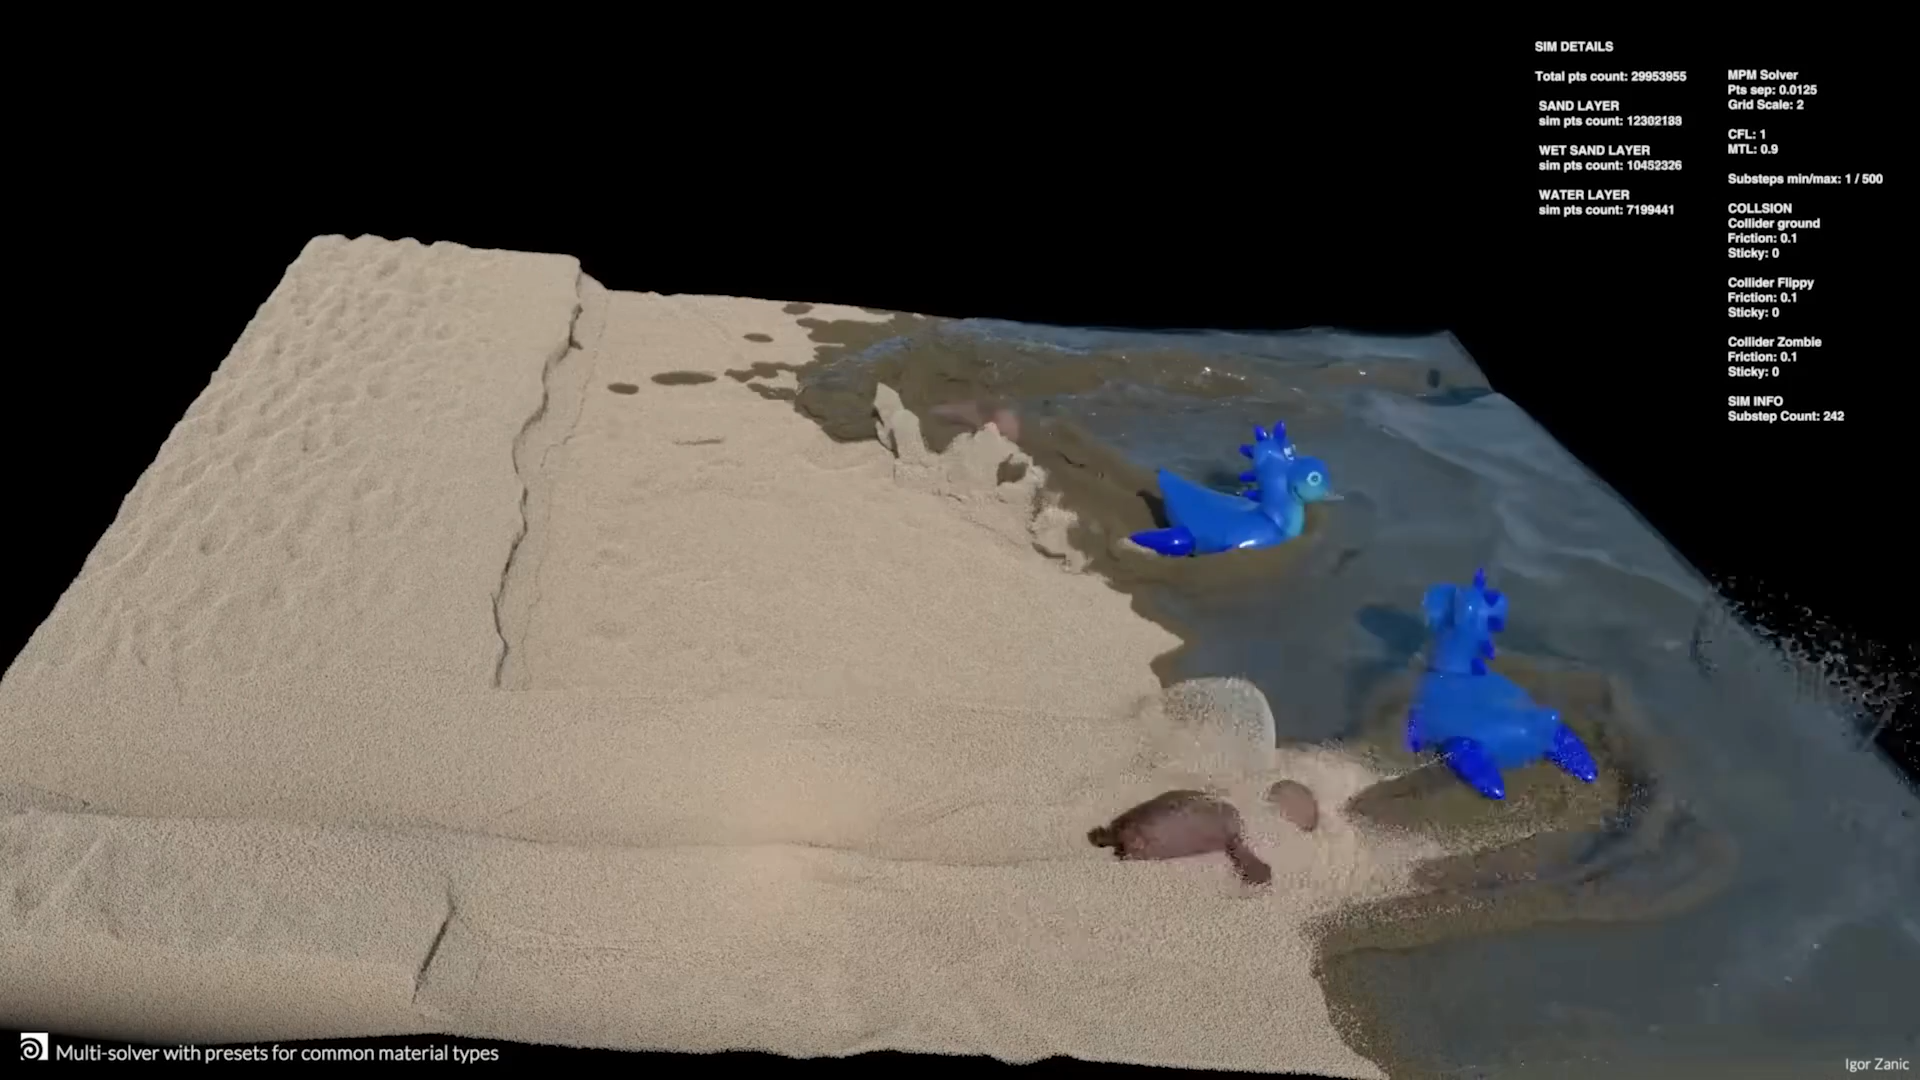 SIM DETAILS
Total pts count: 29953955
SAND LAYER
sim pts count: 12302183
WET SAND LAYER
sim pts count: 10452326
WATER LAYER
sim pts count: 7199441
MPM Solver
Pts sep: 0.0125
Grid Scale: 2
CFL: 1
MTL: 0.9
Substeps min/max: 1 / 500
COLLSION
Collider ground
Friction: 0.1
Sticky: 0
Collider Flippy
Friction: 0.1
Sticky: 0
Collider Zombie
Friction: 0.1
Sticky: 0
SIM INFO
Substep Count: 242
Multi-solver with presets for common material types
Igor Zanic